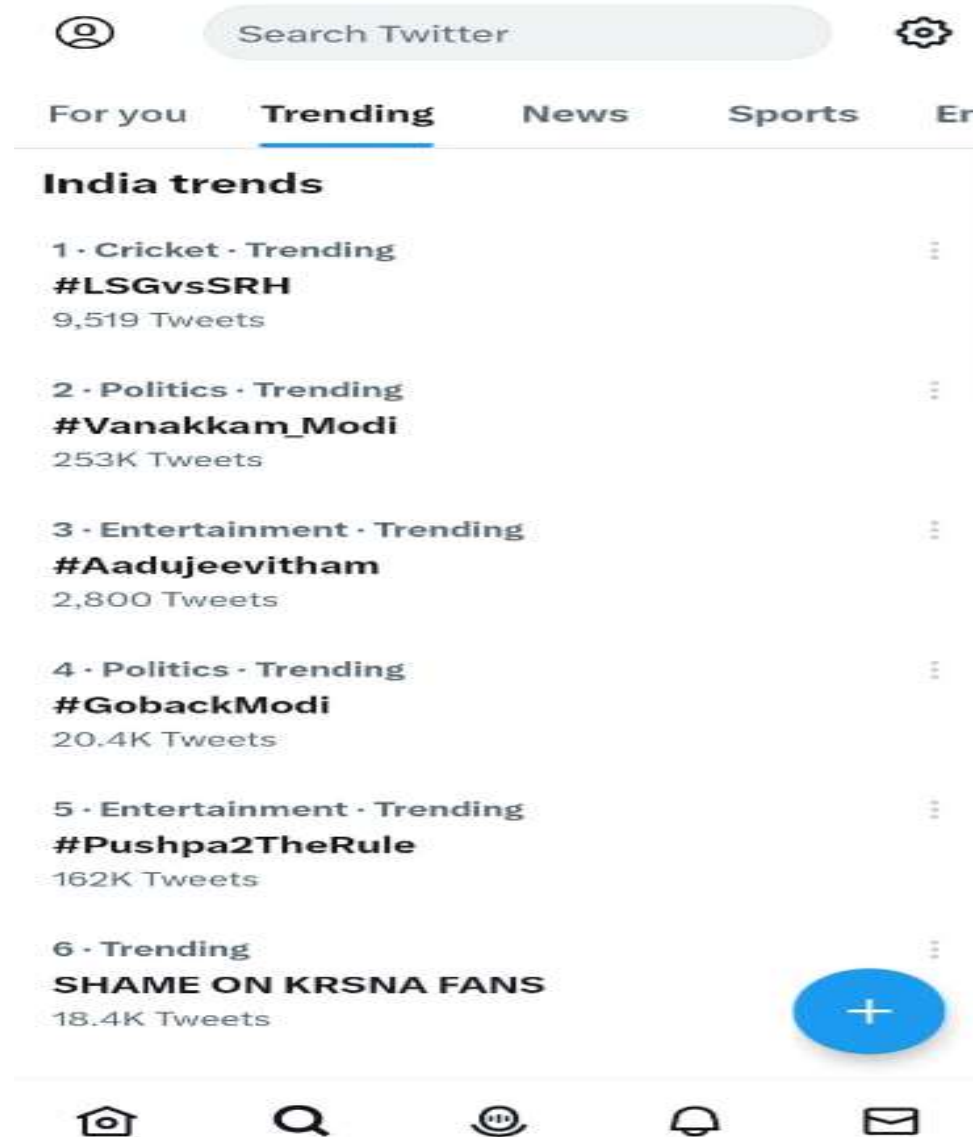 Search Twitter
For you Trending News Sports Er
India trends
1 · Cricket · Trending
#LSGvsSRH
9,519 Tweets
2 · Politics · Trending
#Vanakkam_Modi
253K Tweets
3 · Entertainment · Trending
#Aadujeevitham
2,800 Tweets
4 · Politics · Trending
#GobackModi
20.4K Tweets
5 · Entertainment · Trending
#Pushpa2TheRule
162K Tweets
6 · Trending
SHAME ON KRSNA FANS
18.4K Tweets